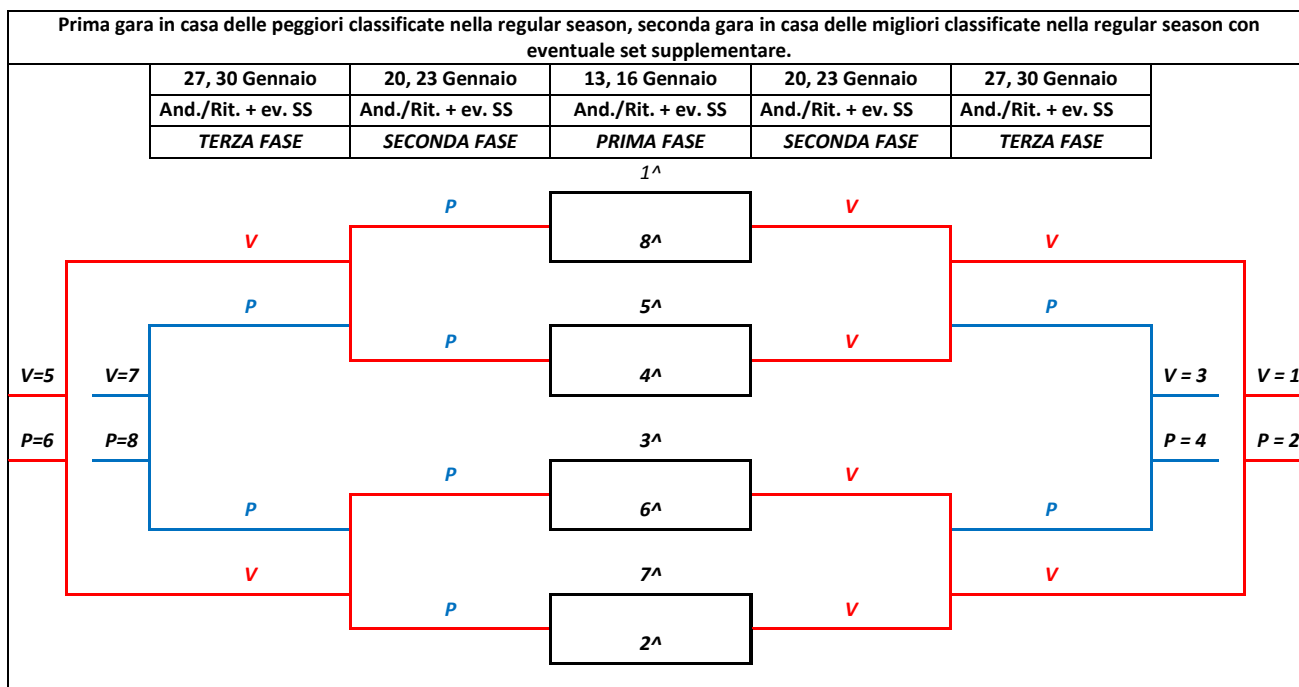 Prima gara in casa delle peggiori classificate nella regular season, seconda gara in casa delle migliori classificate nella regular season con
eventuale set supplementare.
27, 30 Gennaio 20, 23 Gennaio 13, 16 Gennaio 20, 23 Gennaio 27, 30 Gennaio
And./Rit. + ev. SS And./Rit. + ev. SS And./Rit. + ev. SS And./Rit. + ev. SS And./Rit. + ev. SS
TERZA FASE SECONDA FASE PRIMA FASE SECONDA FASE TERZA FASE
1^
P V
V 8^ V
P 5^ P
P V
V=5 V=7 4^ V = 3 V = 1
P=6 P=8 3^ P = 4 P = 2
P V
P 6^ P
V 7^ V
P V
2^